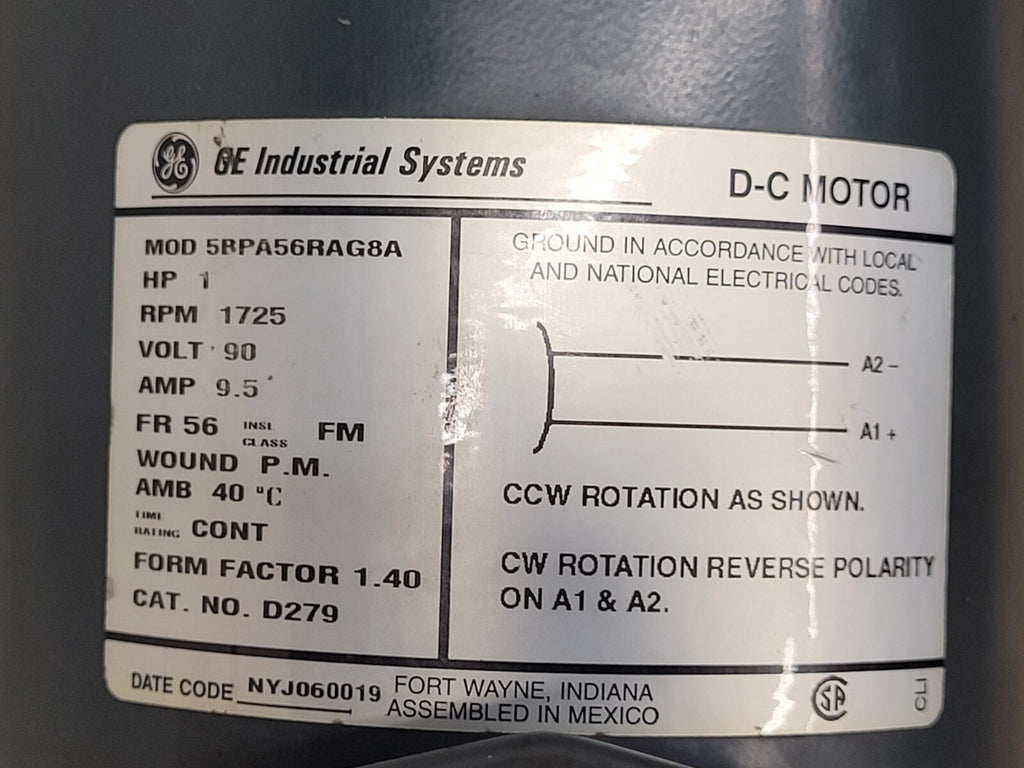 GE GE Industrial Systems
D-C MOTOR
MOD 5BPA56RAG8A
HP 1
RPM 1725
VOLT 90
AMP 9.5
FR 56 INSL CLASS FM
WOUND P.M.
AMB 40 °C
TIME RATING CONT
FORM FACTOR 1.40
CAT. NO. D279
GROUND IN ACCORDANCE WITH LOCAL
AND NATIONAL ELECTRICAL CODES.
A2 –
A1 +
CCW ROTATION AS SHOWN.
CW ROTATION REVERSE POLARITY
ON A1 & A2.
DATE CODE NYJ060019
FORT WAYNE, INDIANA
ASSEMBLED IN MEXICO
SA
CLI